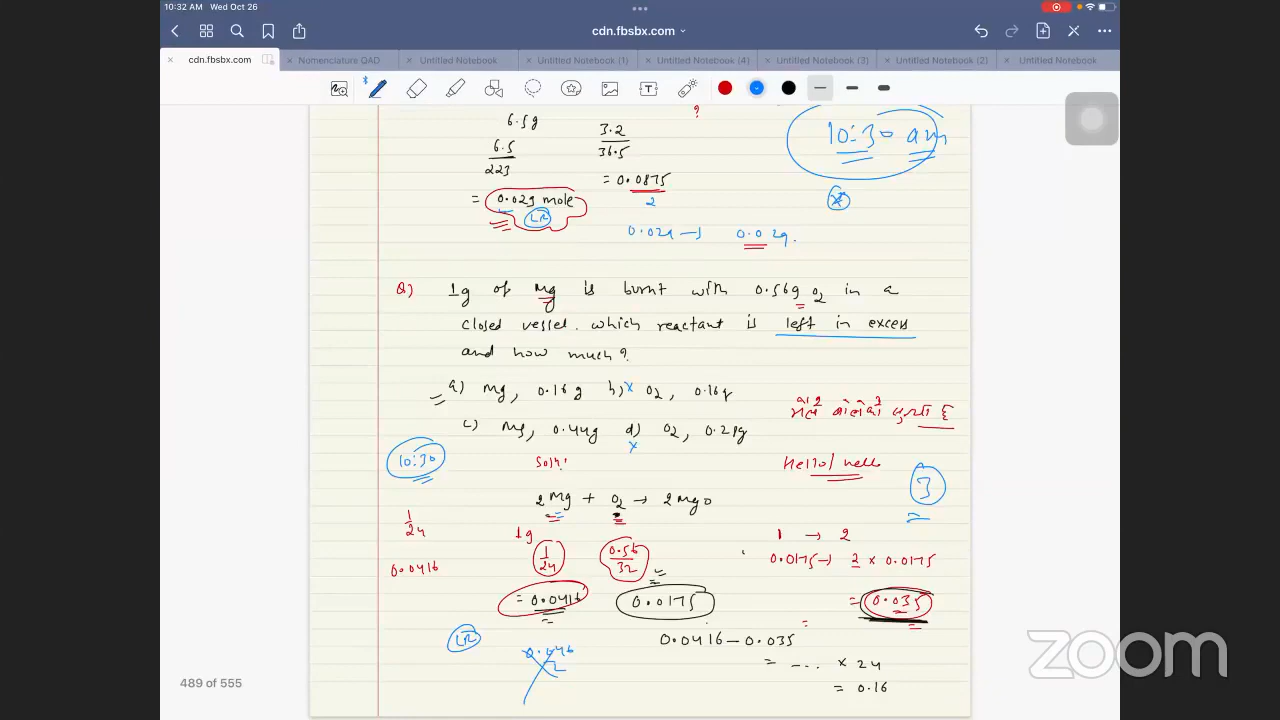 10:32 AM Wed Oct 26
cdn.fbsbx.com
cdn.fbsbx.com Nomenclature QAD Untitled Notebook Untitled Notebook (1) Untitled Notebook (4) Untitled Notebook (3) Untitled Notebook (2) Untitled Notebook
?
6.5g
6.5
223
= 0.029 mole
LR
3.2
36.5
= 0.0875
2
0.029 → 0.029.
10:30 am
Q) 1g of Mg is burnt with 0.56g O2 in a
closed vessel. which reactant is left in excess
and how much?
a) Mg, 0.16g b) x O2, 0.16g
c) Mg, 0.44g d) x O2, 0.28g
10:30
Soln:
Hello/hello
3
2Mg + O2 → 2MgO
1/24
0.0416
1g
1/24
0.56/32
= 0.0416
0.0175
1 → 2
0.0175 → 2 x 0.0175
= 0.035
LR
0.0416 - 0.035
= .... x 24
= 0.16
zoom
489 of 555